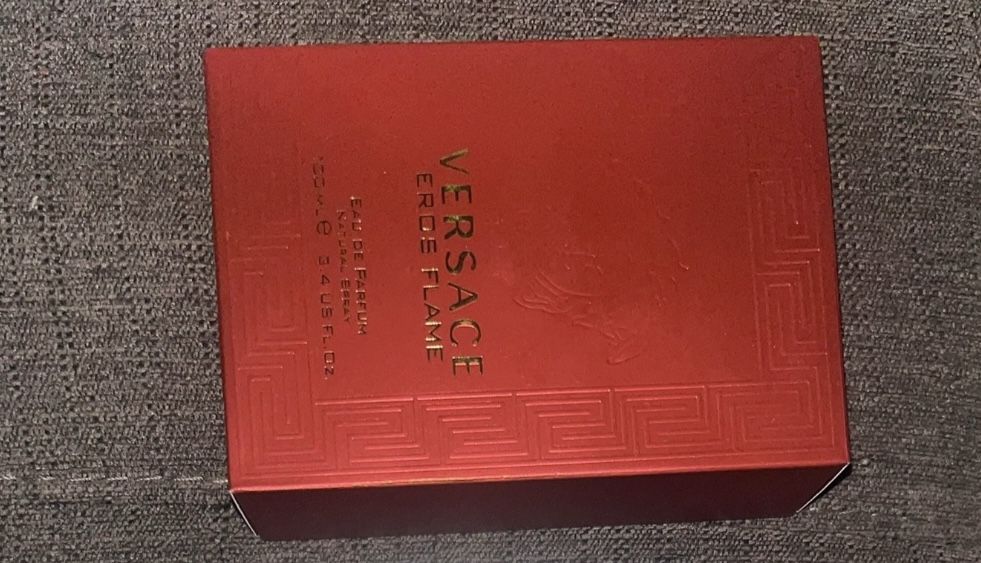 VERSACE
EROS FLAME
EAU DE PARFUM
NATURAL SPRAY
100 ML ℮ 3.4 US FL.OZ.